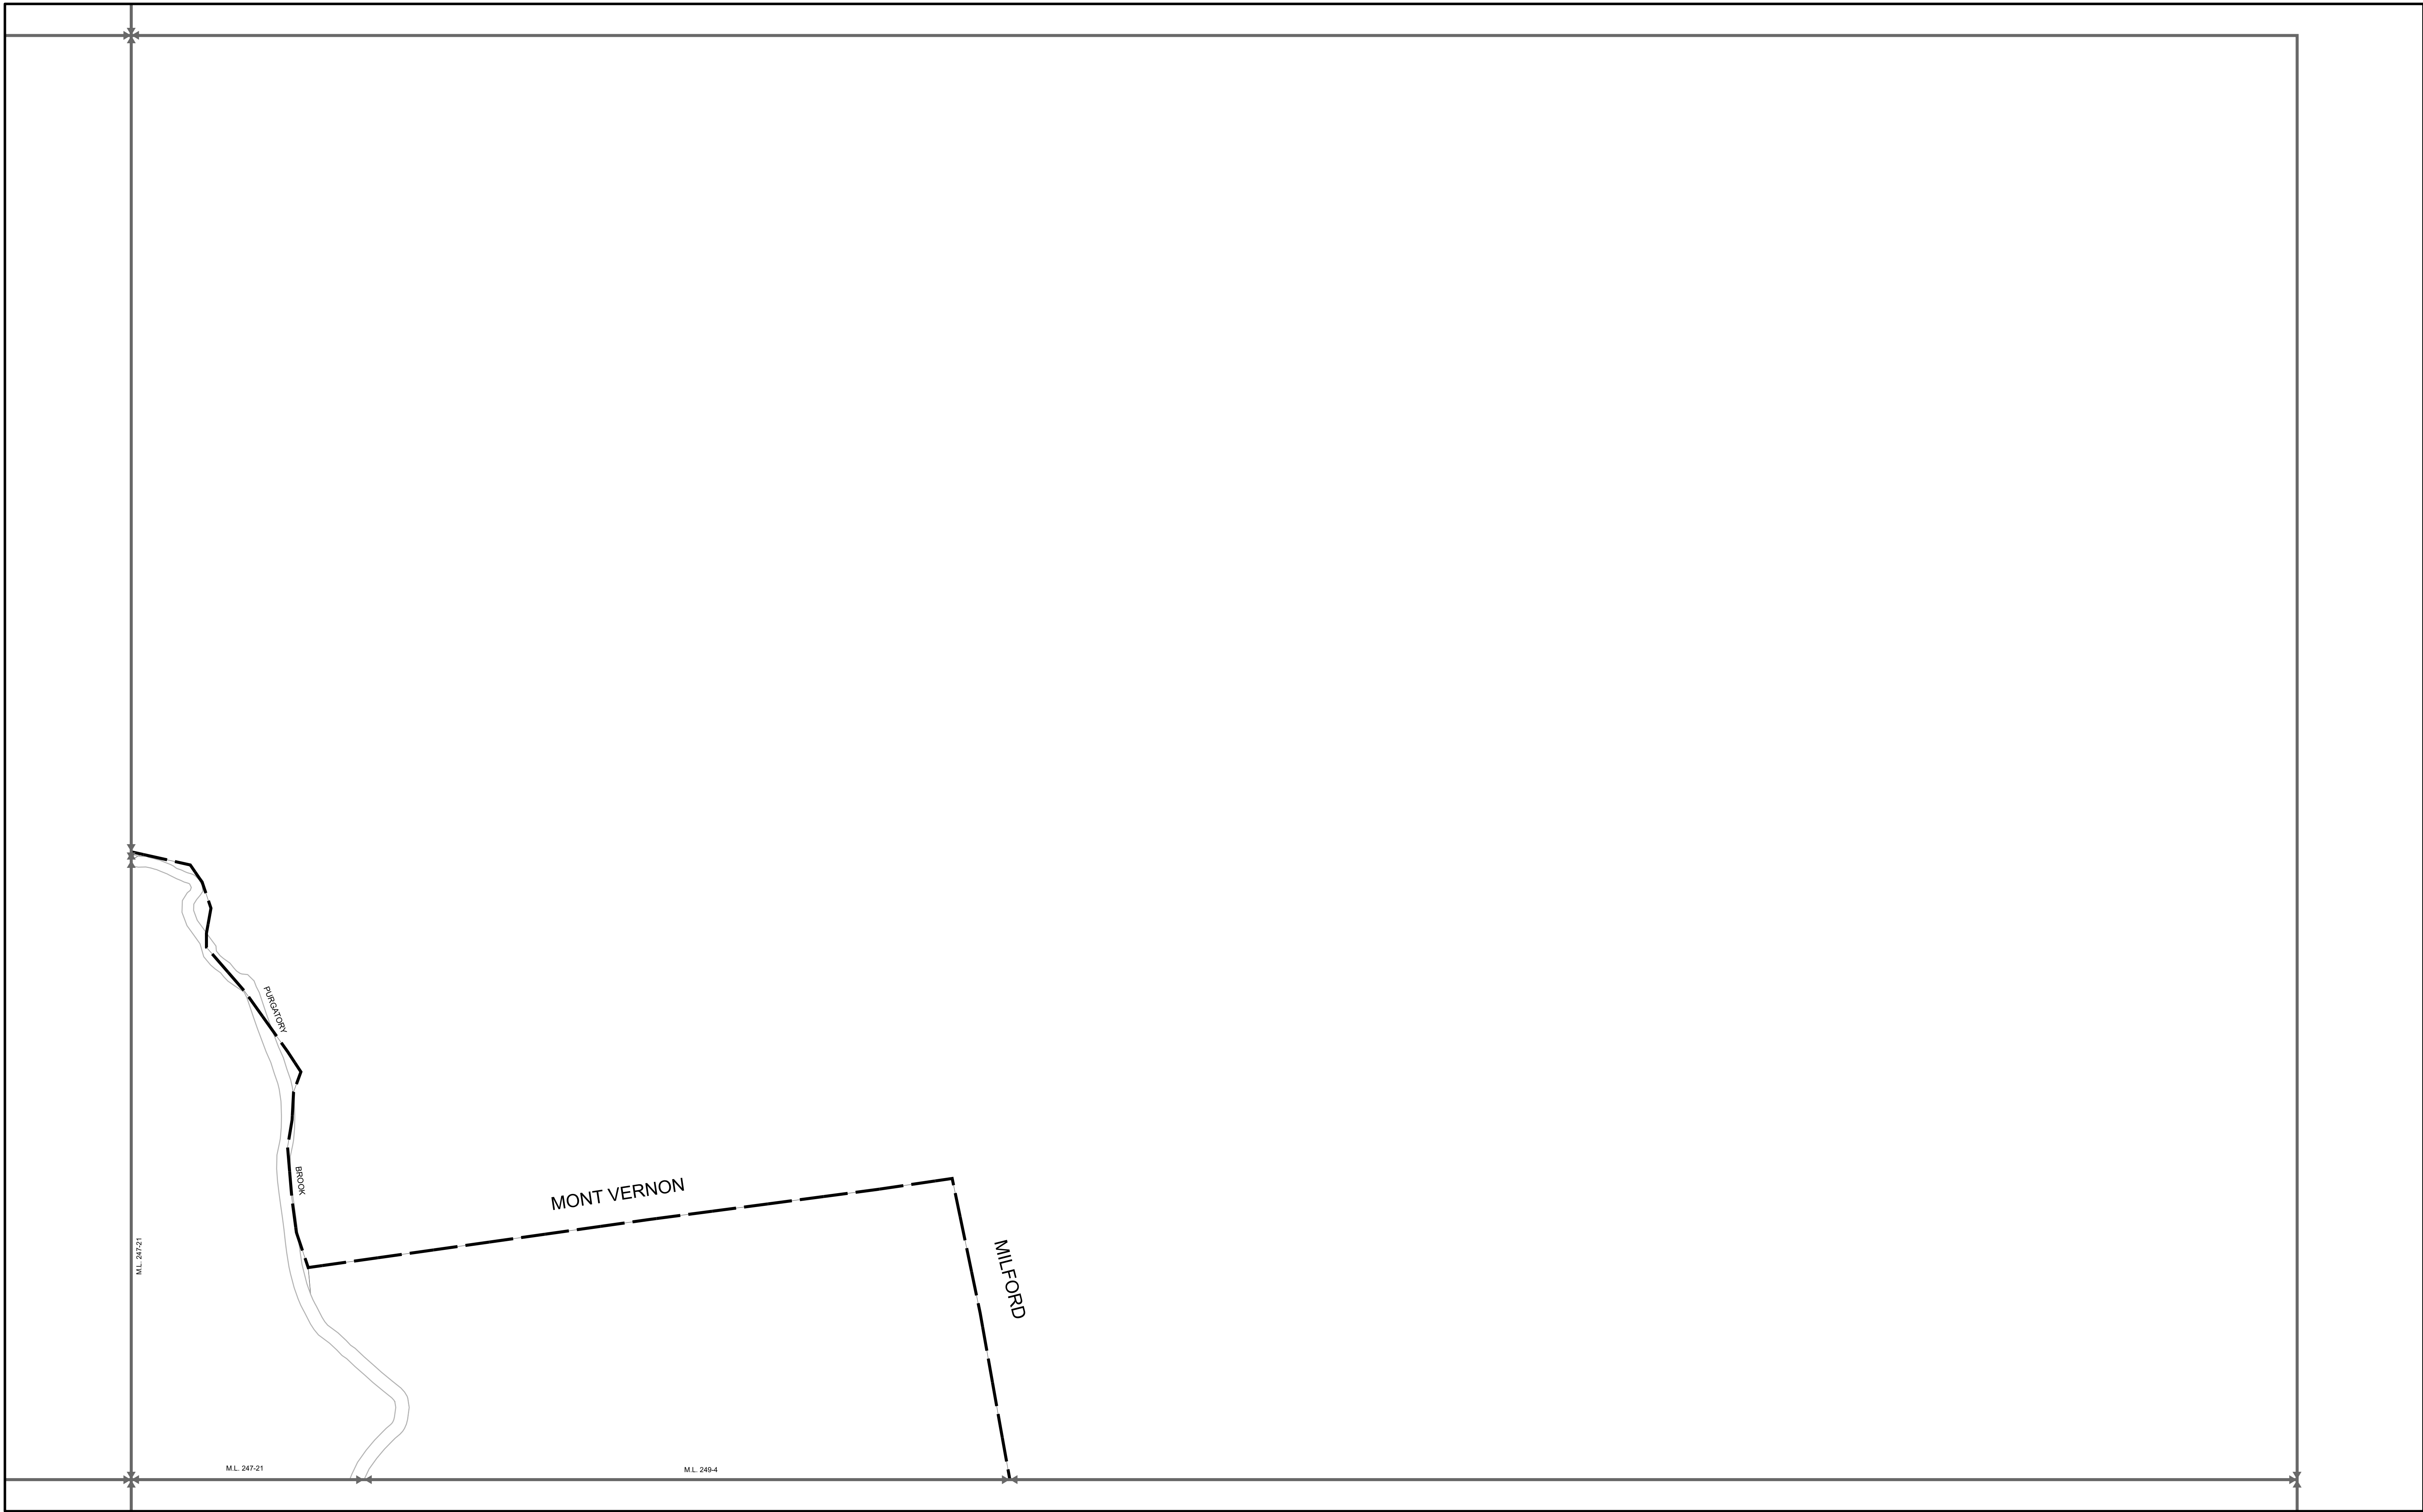 PURGATORY
BROOK
MONT VERNON
MILFORD
M.L. 247-21
M.L. 247-21
M.L. 249-4